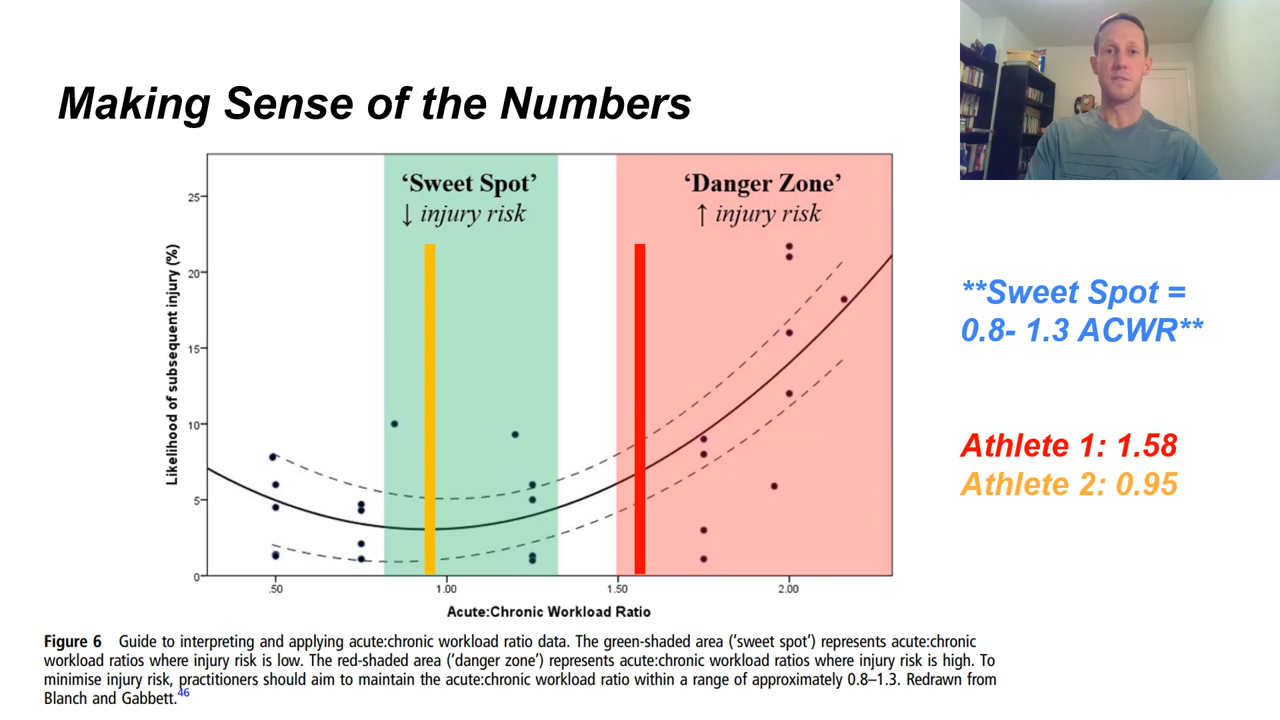 Making Sense of the Numbers
'Sweet Spot'
↓ injury risk
'Danger Zone'
↑ injury risk
Likelihood of subsequent injury (%)
25
20
15
10
5
0
.50
1.00
1.50
2.00
Acute:Chronic Workload Ratio
**Sweet Spot =
0.8- 1.3 ACWR**
Athlete 1: 1.58
Athlete 2: 0.95
Figure 6 Guide to interpreting and applying acute:chronic workload ratio data. The green-shaded area ('sweet spot') represents acute:chronic
workload ratios where injury risk is low. The red-shaded area ('danger zone') represents acute:chronic workload ratios where injury risk is high. To
minimise injury risk, practitioners should aim to maintain the acute:chronic workload ratio within a range of approximately 0.8–1.3. Redrawn from
Blanch and Gabbett.46